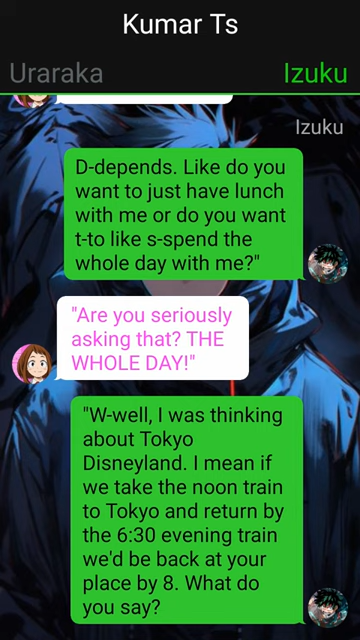 Kumar Ts
Uraraka
Izuku
Izuku
D-depends. Like do you
want to just have lunch
with me or do you want
t-to like s-spend the
whole day with me?"
"Are you seriously
asking that? THE
WHOLE DAY!"
"W-well, I was thinking
about Tokyo
Disneyland. I mean if
we take the noon train
to Tokyo and return by
the 6:30 evening train
we'd be back at your
place by 8. What do
you say?